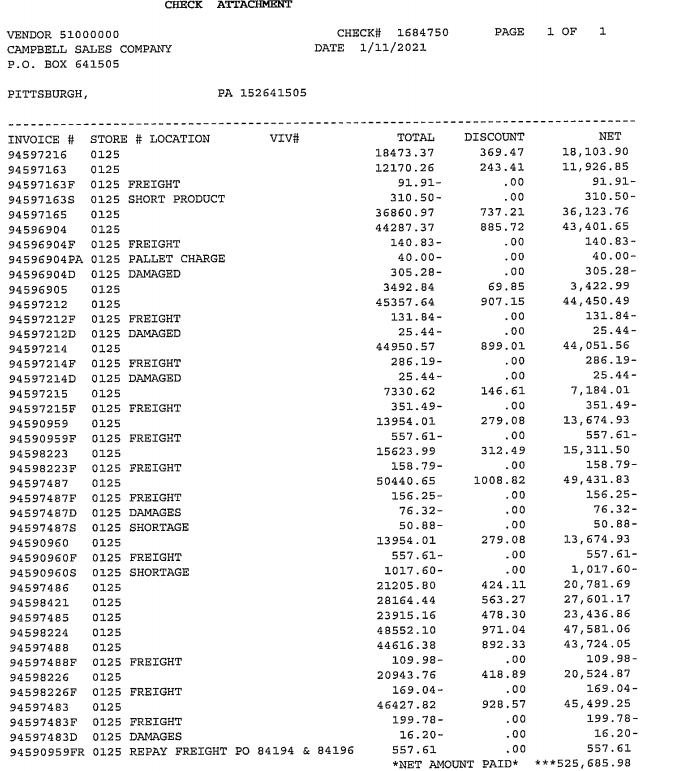 CHECK ATTACHMENT
VENDOR 51000000 CHECK# 1684750 PAGE 1 OF 1
CAMPBELL SALES COMPANY DATE 1/11/2021
P.O. BOX 641505
PITTSBURGH, PA 152641505
INVOICE # STORE # LOCATION VIV# TOTAL DISCOUNT NET
94597216 0125 18473.37 369.47 18,103.90
94597163 0125 12170.26 243.41 11,926.85
94597163F 0125 FREIGHT 91.91- .00 91.91-
94597163S 0125 SHORT PRODUCT 310.50- .00 310.50-
94597165 0125 36860.97 737.21 36,123.76
94596904 0125 44287.37 885.72 43,401.65
94596904F 0125 FREIGHT 140.83- .00 140.83-
94596904PA 0125 PALLET CHARGE 40.00- .00 40.00-
94596904D 0125 DAMAGED 305.28- .00 305.28-
94596905 0125 3492.84 69.85 3,422.99
94597212 0125 45357.64 907.15 44,450.49
94597212F 0125 FREIGHT 131.84- .00 131.84-
94597212D 0125 DAMAGED 25.44- .00 25.44-
94597214 0125 44950.57 899.01 44,051.56
94597214F 0125 FREIGHT 286.19- .00 286.19-
94597214D 0125 DAMAGED 25.44- .00 25.44-
94597215 0125 7330.62 146.61 7,184.01
94597215F 0125 FREIGHT 351.49- .00 351.49-
94590959 0125 13954.01 279.08 13,674.93
94590959F 0125 FREIGHT 557.61- .00 557.61-
94598223 0125 15623.99 312.49 15,311.50
94598223F 0125 FREIGHT 158.79- .00 158.79-
94597487 0125 50440.65 1008.82 49,431.83
94597487F 0125 FREIGHT 156.25- .00 156.25-
94597487D 0125 DAMAGES 76.32- .00 76.32-
94597487S 0125 SHORTAGE 50.88- .00 50.88-
94590960 0125 13954.01 279.08 13,674.93
94590960F 0125 FREIGHT 557.61- .00 557.61-
94590960S 0125 SHORTAGE 1017.60- .00 1,017.60-
94597486 0125 21205.80 424.11 20,781.69
94598421 0125 28164.44 563.27 27,601.17
94597485 0125 23915.16 478.30 23,436.86
94598224 0125 48552.10 971.04 47,581.06
94597488 0125 44616.38 892.33 43,724.05
94597488F 0125 FREIGHT 109.98- .00 109.98-
94598226 0125 20943.76 418.89 20,524.87
94598226F 0125 FREIGHT 169.04- .00 169.04-
94597483 0125 46427.82 928.57 45,499.25
94597483F 0125 FREIGHT 199.78- .00 199.78-
94597483D 0125 DAMAGES 16.20- .00 16.20-
94590959FR 0125 REPAY FREIGHT PO 84194 & 84196 557.61 .00 557.61
*NET AMOUNT PAID* ***525,685.98